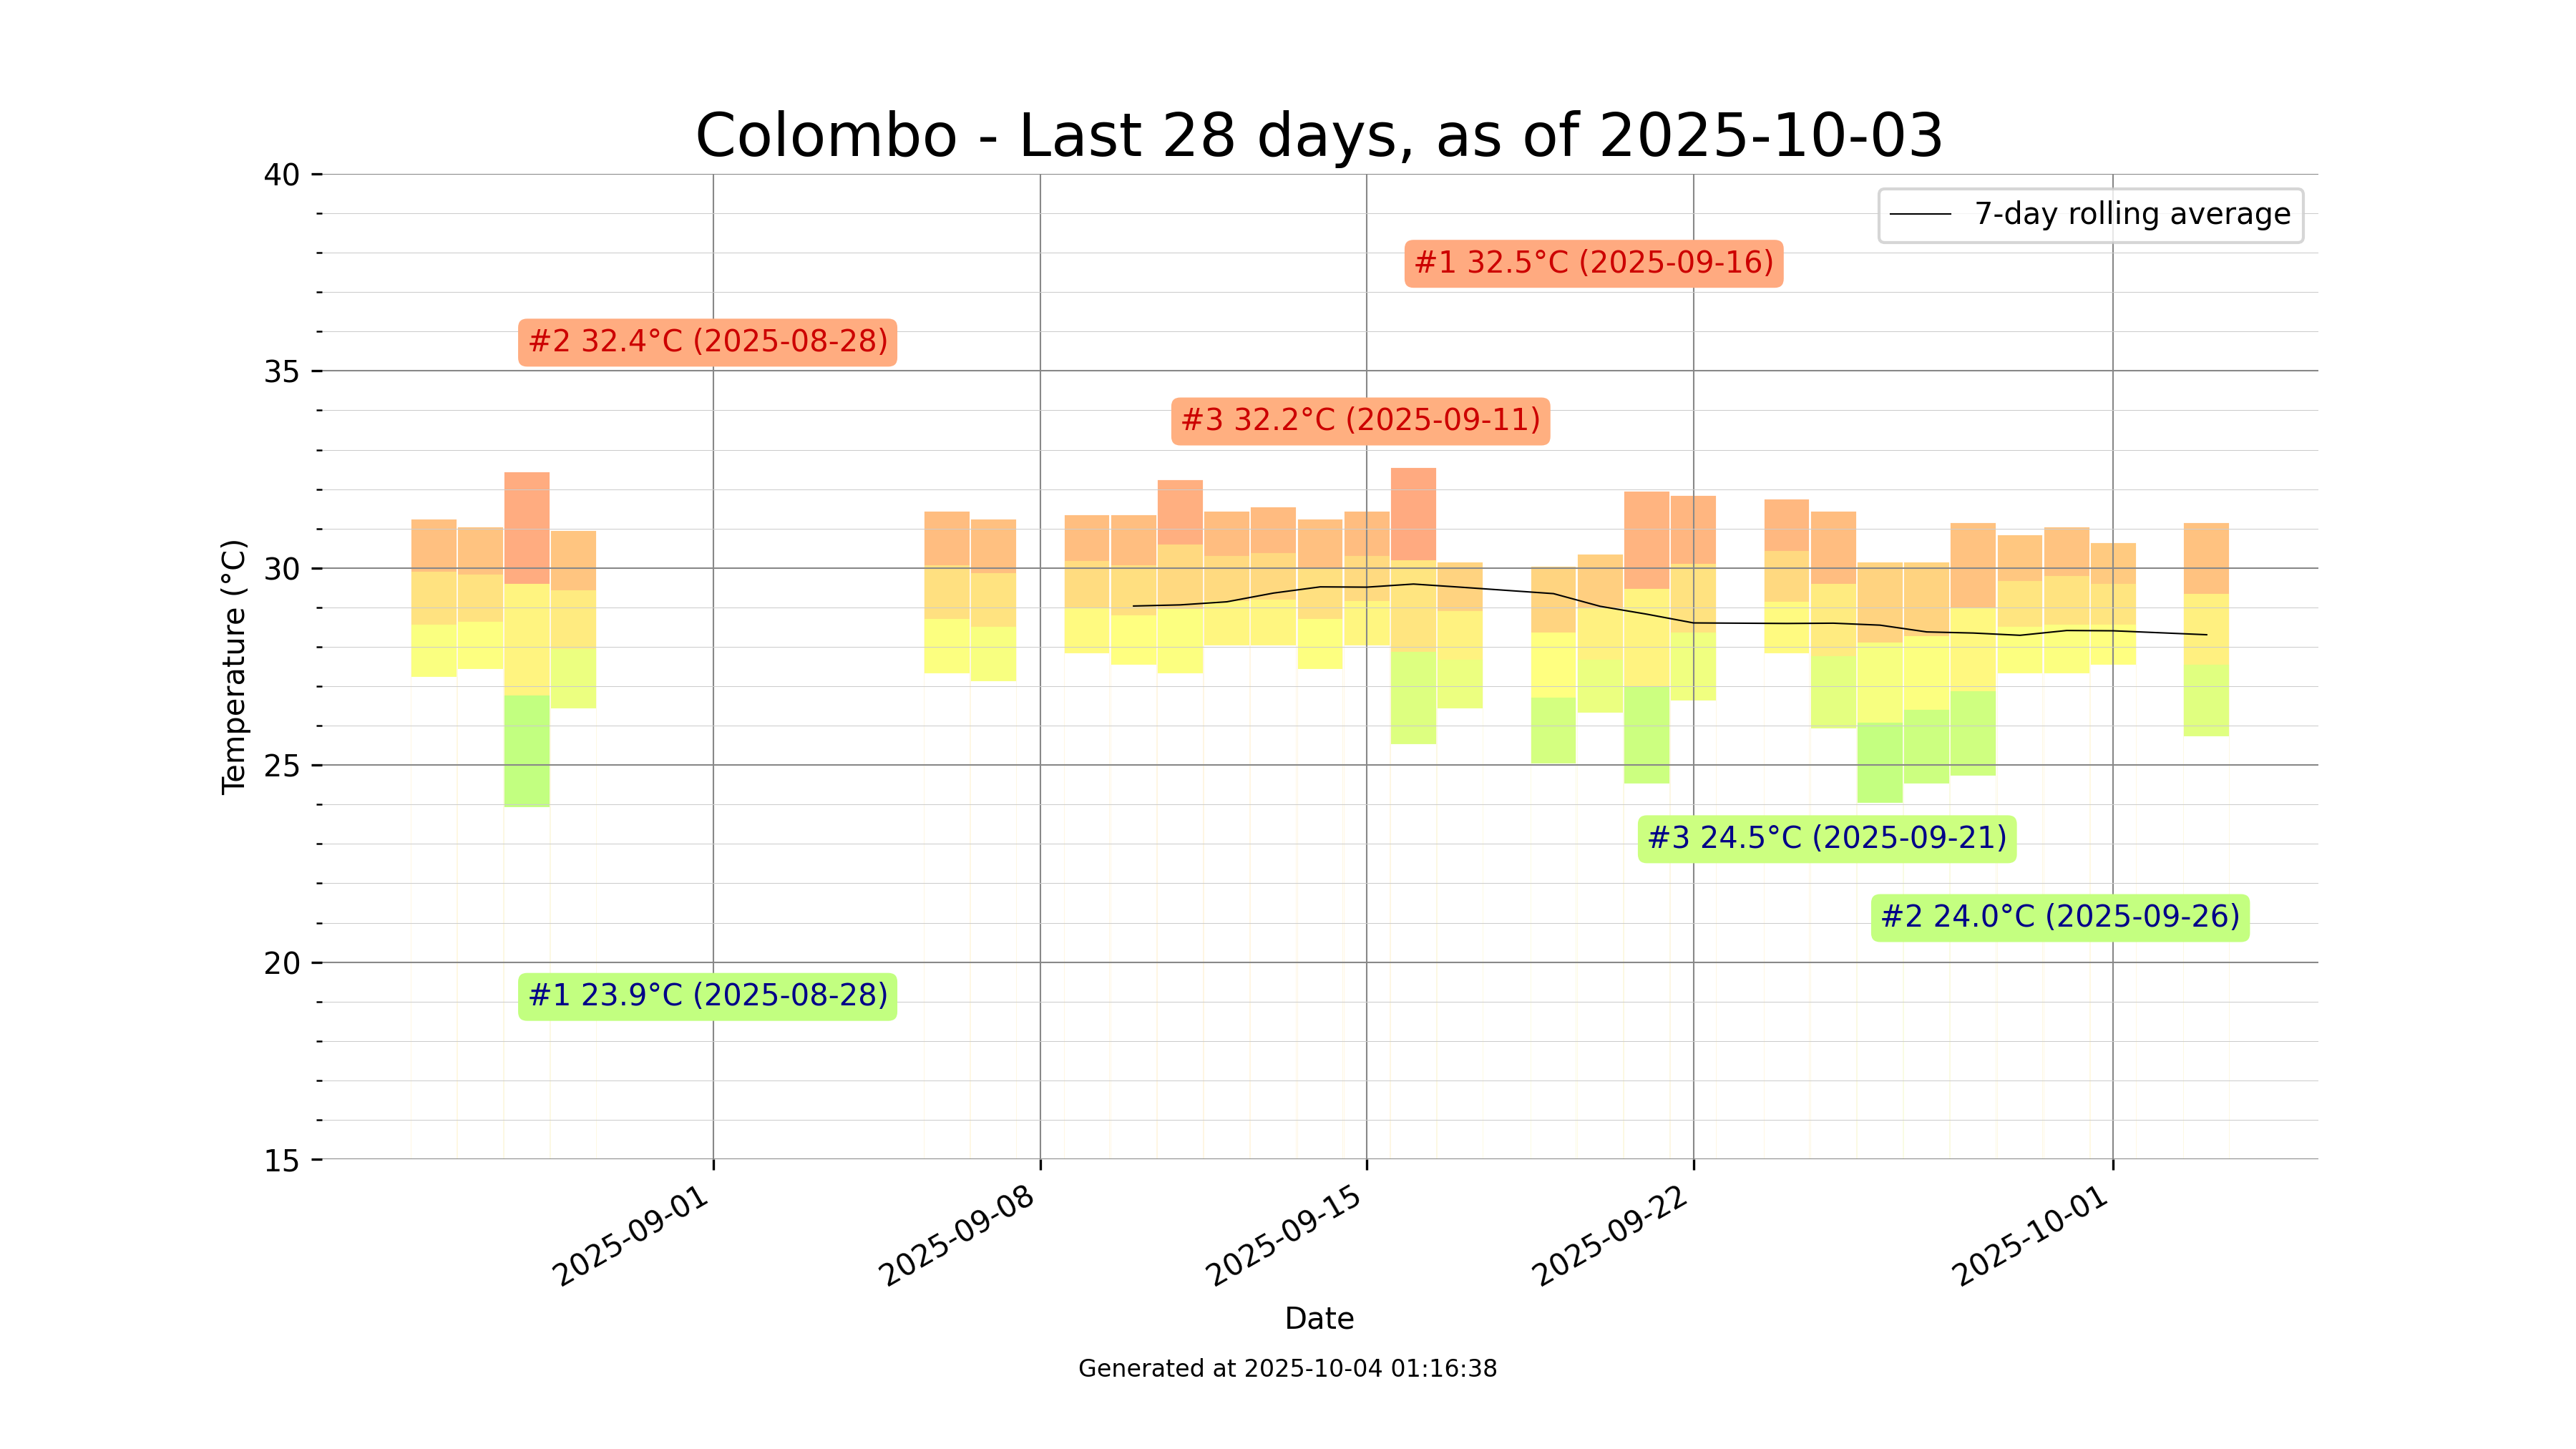 Colombo - Last 28 days, as of 2025-10-03
7-day rolling average
#1 32.5°C (2025-09-16)
#2 32.4°C (2025-08-28)
#3 32.2°C (2025-09-11)
#3 24.5°C (2025-09-21)
#2 24.0°C (2025-09-26)
#1 23.9°C (2025-08-28)
Temperature (°C)
40
35
30
25
20
15
2025-09-01
2025-09-08
2025-09-15
2025-09-22
2025-10-01
Date
Generated at 2025-10-04 01:16:38